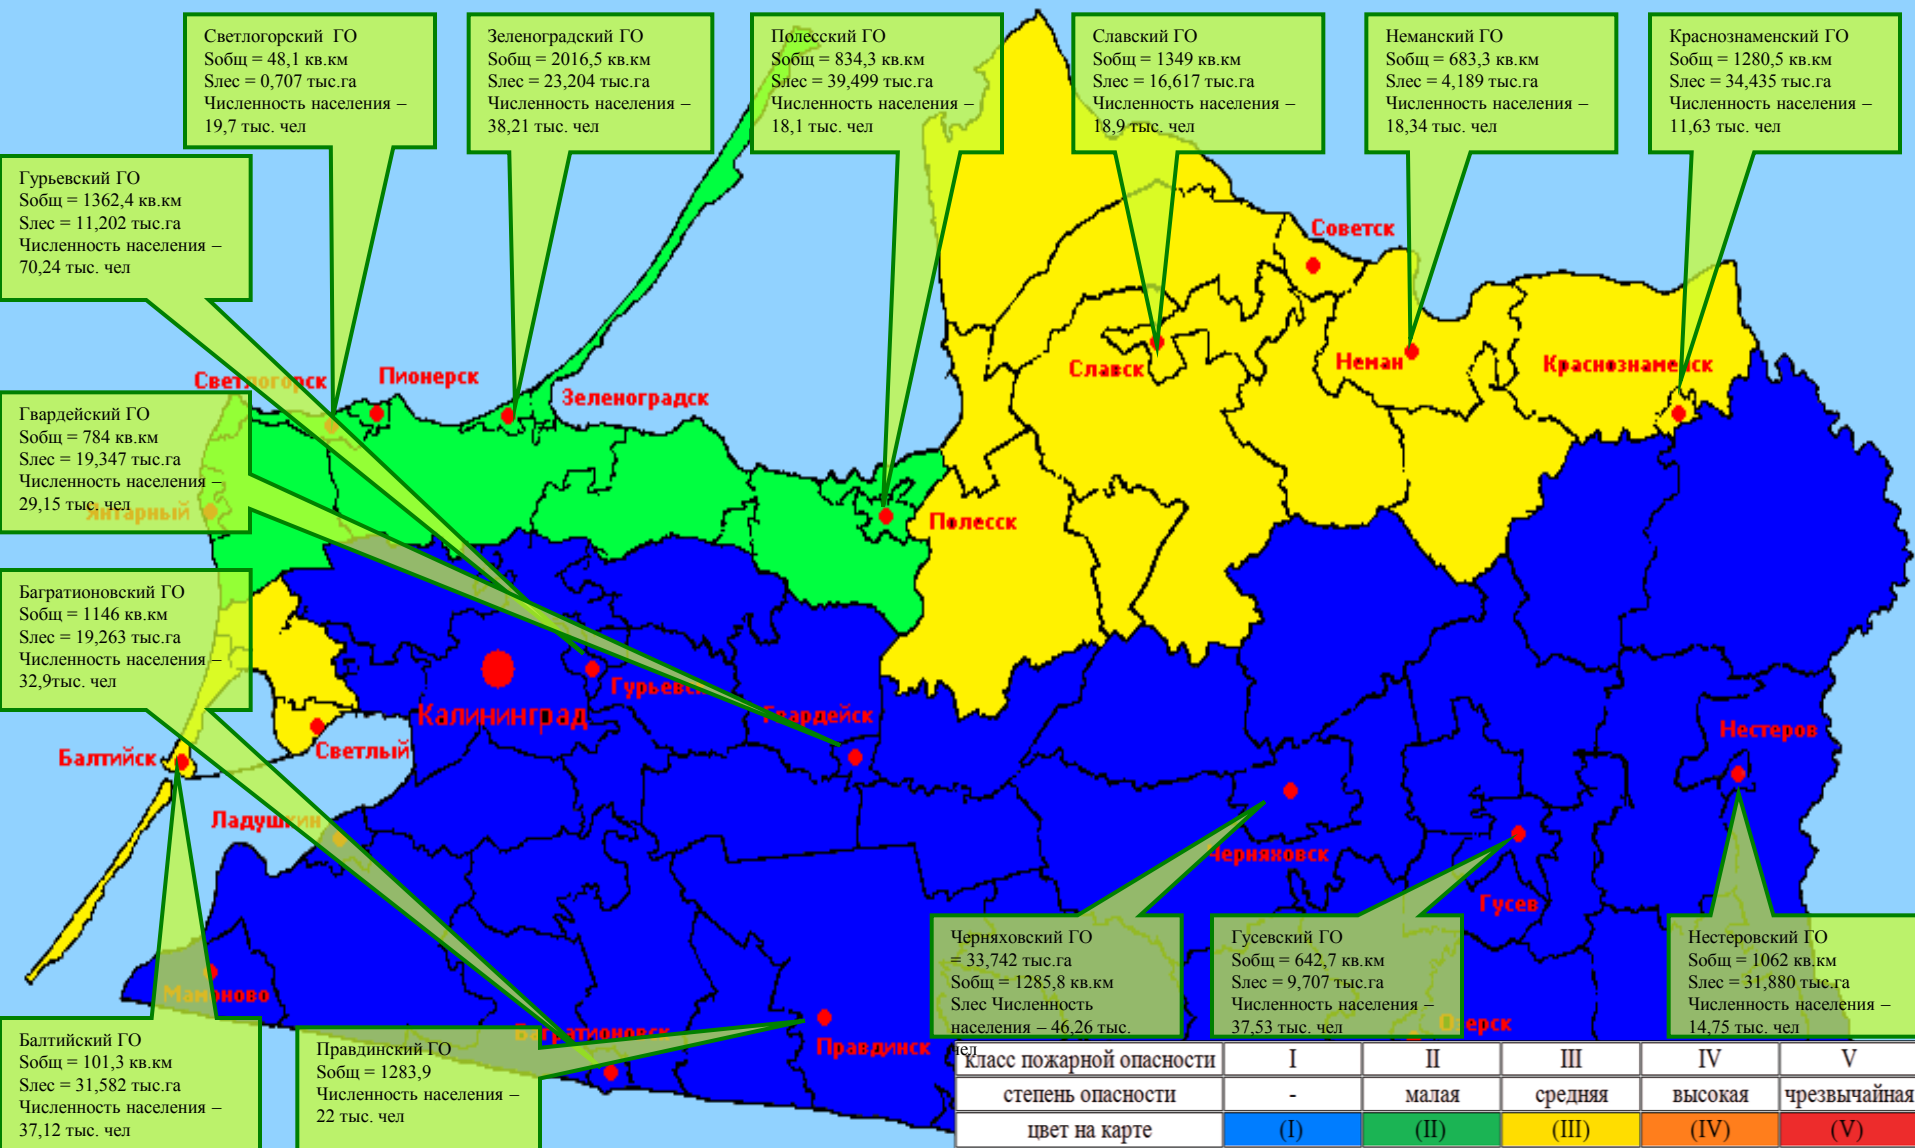 Светлогорский ГО
Sобщ = 48,1 кв.км
Sлес = 0,707 тыс.га
Численность населения –
19,7 тыс. чел
Зеленоградский ГО
Sобщ = 2016,5 кв.км
Sлес = 23,204 тыс.га
Численность населения –
38,21 тыс. чел
Полесский ГО
Sобщ = 834,3 кв.км
Sлес = 39,499 тыс.га
Численность населения –
18,1 тыс. чел
Славский ГО
Sобщ = 1349 кв.км
Sлес = 16,617 тыс.га
Численность населения –
18,9 тыс. чел
Неманский ГО
Sобщ = 683,3 кв.км
Sлес = 4,189 тыс.га
Численность населения –
18,34 тыс. чел
Краснознаменский ГО
Sобщ = 1280,5 кв.км
Sлес = 34,435 тыс.га
Численность населения –
11,63 тыс. чел
Гурьевский ГО
Sобщ = 1362,4 кв.км
Sлес = 11,202 тыс.га
Численность населения –
70,24 тыс. чел
Советск
Славск
Неман
Краснознаменск
Светлогорск
Пионерск
Зеленоградск
Гвардейский ГО
Sобщ = 784 кв.км
Sлес = 19,347 тыс.га
Численность населения –
29,15 тыс. чел
Янтарный
Полесск
Багратионовский ГО
Sобщ = 1146 кв.км
Sлес = 19,263 тыс.га
Численность населения –
32,9тыс. чел
Гурьевск
Калининград
Гвардейск
Нестеров
Балтийск
Светлый
Ладушкин
Черняховск
Гусев
Мамоново
Багратионовск
Правдинск
Озерск
Черняховский ГО
= 33,742 тыс.га
Sобщ = 1285,8 кв.км
Sлес Численность
населения – 46,26 тыс.
чел
Гусевский ГО
Sобщ = 642,7 кв.км
Sлес = 9,707 тыс.га
Численность населения –
37,53 тыс. чел
Нестеровский ГО
Sобщ = 1062 кв.км
Sлес = 31,880 тыс.га
Численность населения –
14,75 тыс. чел
Балтийский ГО
Sобщ = 101,3 кв.км
Sлес = 31,582 тыс.га
Численность населения –
37,12 тыс. чел
Правдинский ГО
Sобщ = 1283,9
Численность населения –
22 тыс. чел
класс пожарной опасности I II III IV V
степень опасности - малая средняя высокая чрезвычайная
цвет на карте (I) (II) (III) (IV) (V)